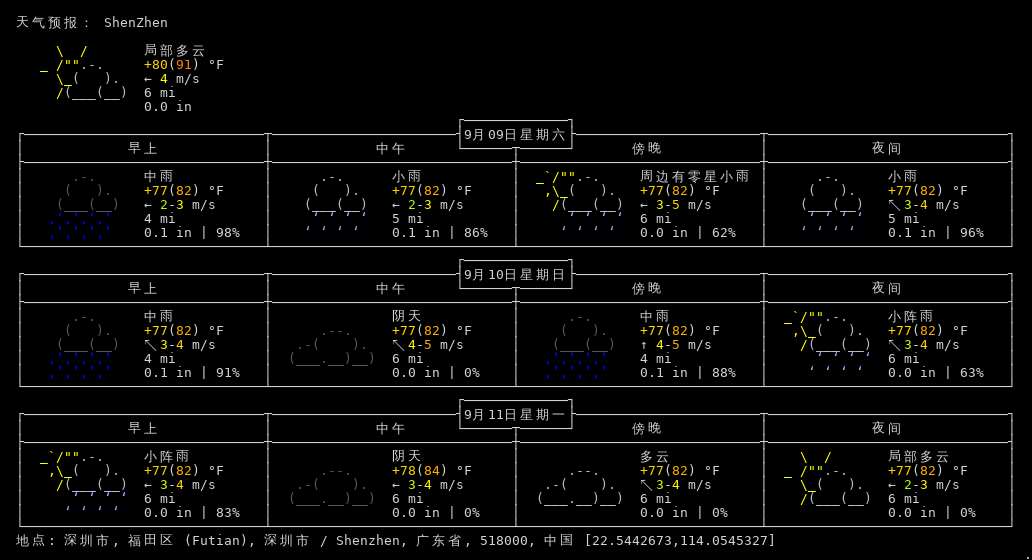 天气预报： ShenZhen
局部多云
+80(91) °F
← 4 m/s
6 mi
0.0 in
9月09日星期六
早上 中午 傍晚 夜间
中雨 小雨 周边有零星小雨 小雨
+77(82) °F +77(82) °F +77(82) °F +77(82) °F
← 2-3 m/s ← 2-3 m/s ← 3-5 m/s ↖ 3-4 m/s
4 mi 5 mi 6 mi 5 mi
0.1 in | 98% 0.1 in | 86% 0.0 in | 62% 0.1 in | 96%
9月10日星期日
早上 中午 傍晚 夜间
中雨 阴天 中雨 小阵雨
+77(82) °F +77(82) °F +77(82) °F +77(82) °F
↖ 3-4 m/s ↖ 4-5 m/s ↑ 4-5 m/s ↖ 3-4 m/s
4 mi 6 mi 4 mi 6 mi
0.1 in | 91% 0.0 in | 0% 0.1 in | 88% 0.0 in | 63%
9月11日星期一
早上 中午 傍晚 夜间
小阵雨 阴天 多云 局部多云
+77(82) °F +78(84) °F +77(82) °F +77(82) °F
← 3-4 m/s ← 3-4 m/s ↖ 3-4 m/s ← 2-3 m/s
6 mi 6 mi 6 mi 6 mi
0.0 in | 83% 0.0 in | 0% 0.0 in | 0% 0.0 in | 0%
地点: 深圳市, 福田区 (Futian), 深圳市 / Shenzhen, 广东省, 518000, 中国 [22.5442673,114.0545327]